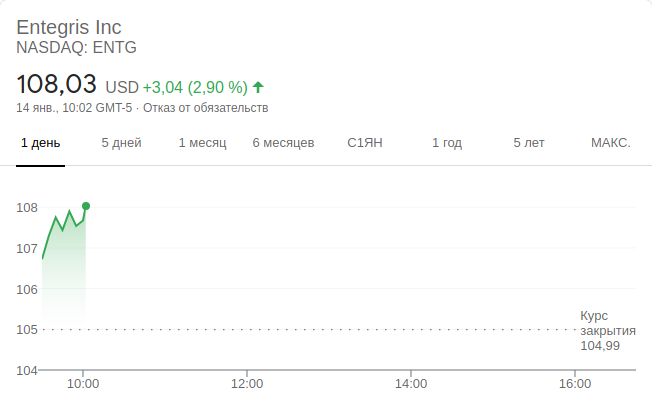 Entegris Inc
NASDAQ: ENTG
108,03 USD +3,04 (2,90 %)
14 янв., 10:02 GMT-5 · Отказ от обязательств
1 день 5 дней 1 месяц 6 месяцев С1ЯН 1 год 5 лет МАКС.
108
107
106
105
104
Курс
закрытия
104,99
10:00 12:00 14:00 16:00